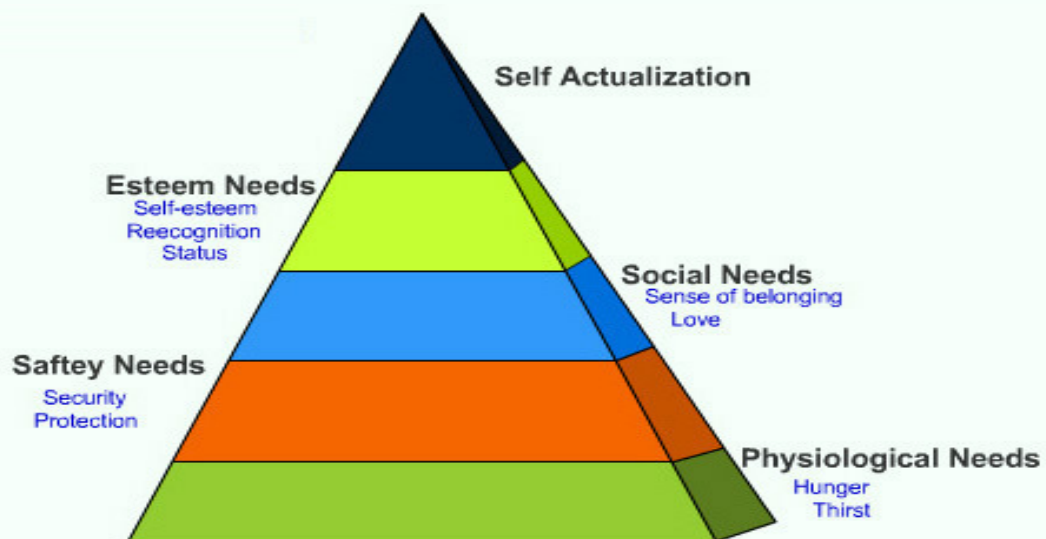 Self Actualization
Esteem Needs
Self-esteem
Reecognition
Status
Social Needs
Sense of belonging
Love
Saftey Needs
Security
Protection
Physiological Needs
Hunger
Thirst